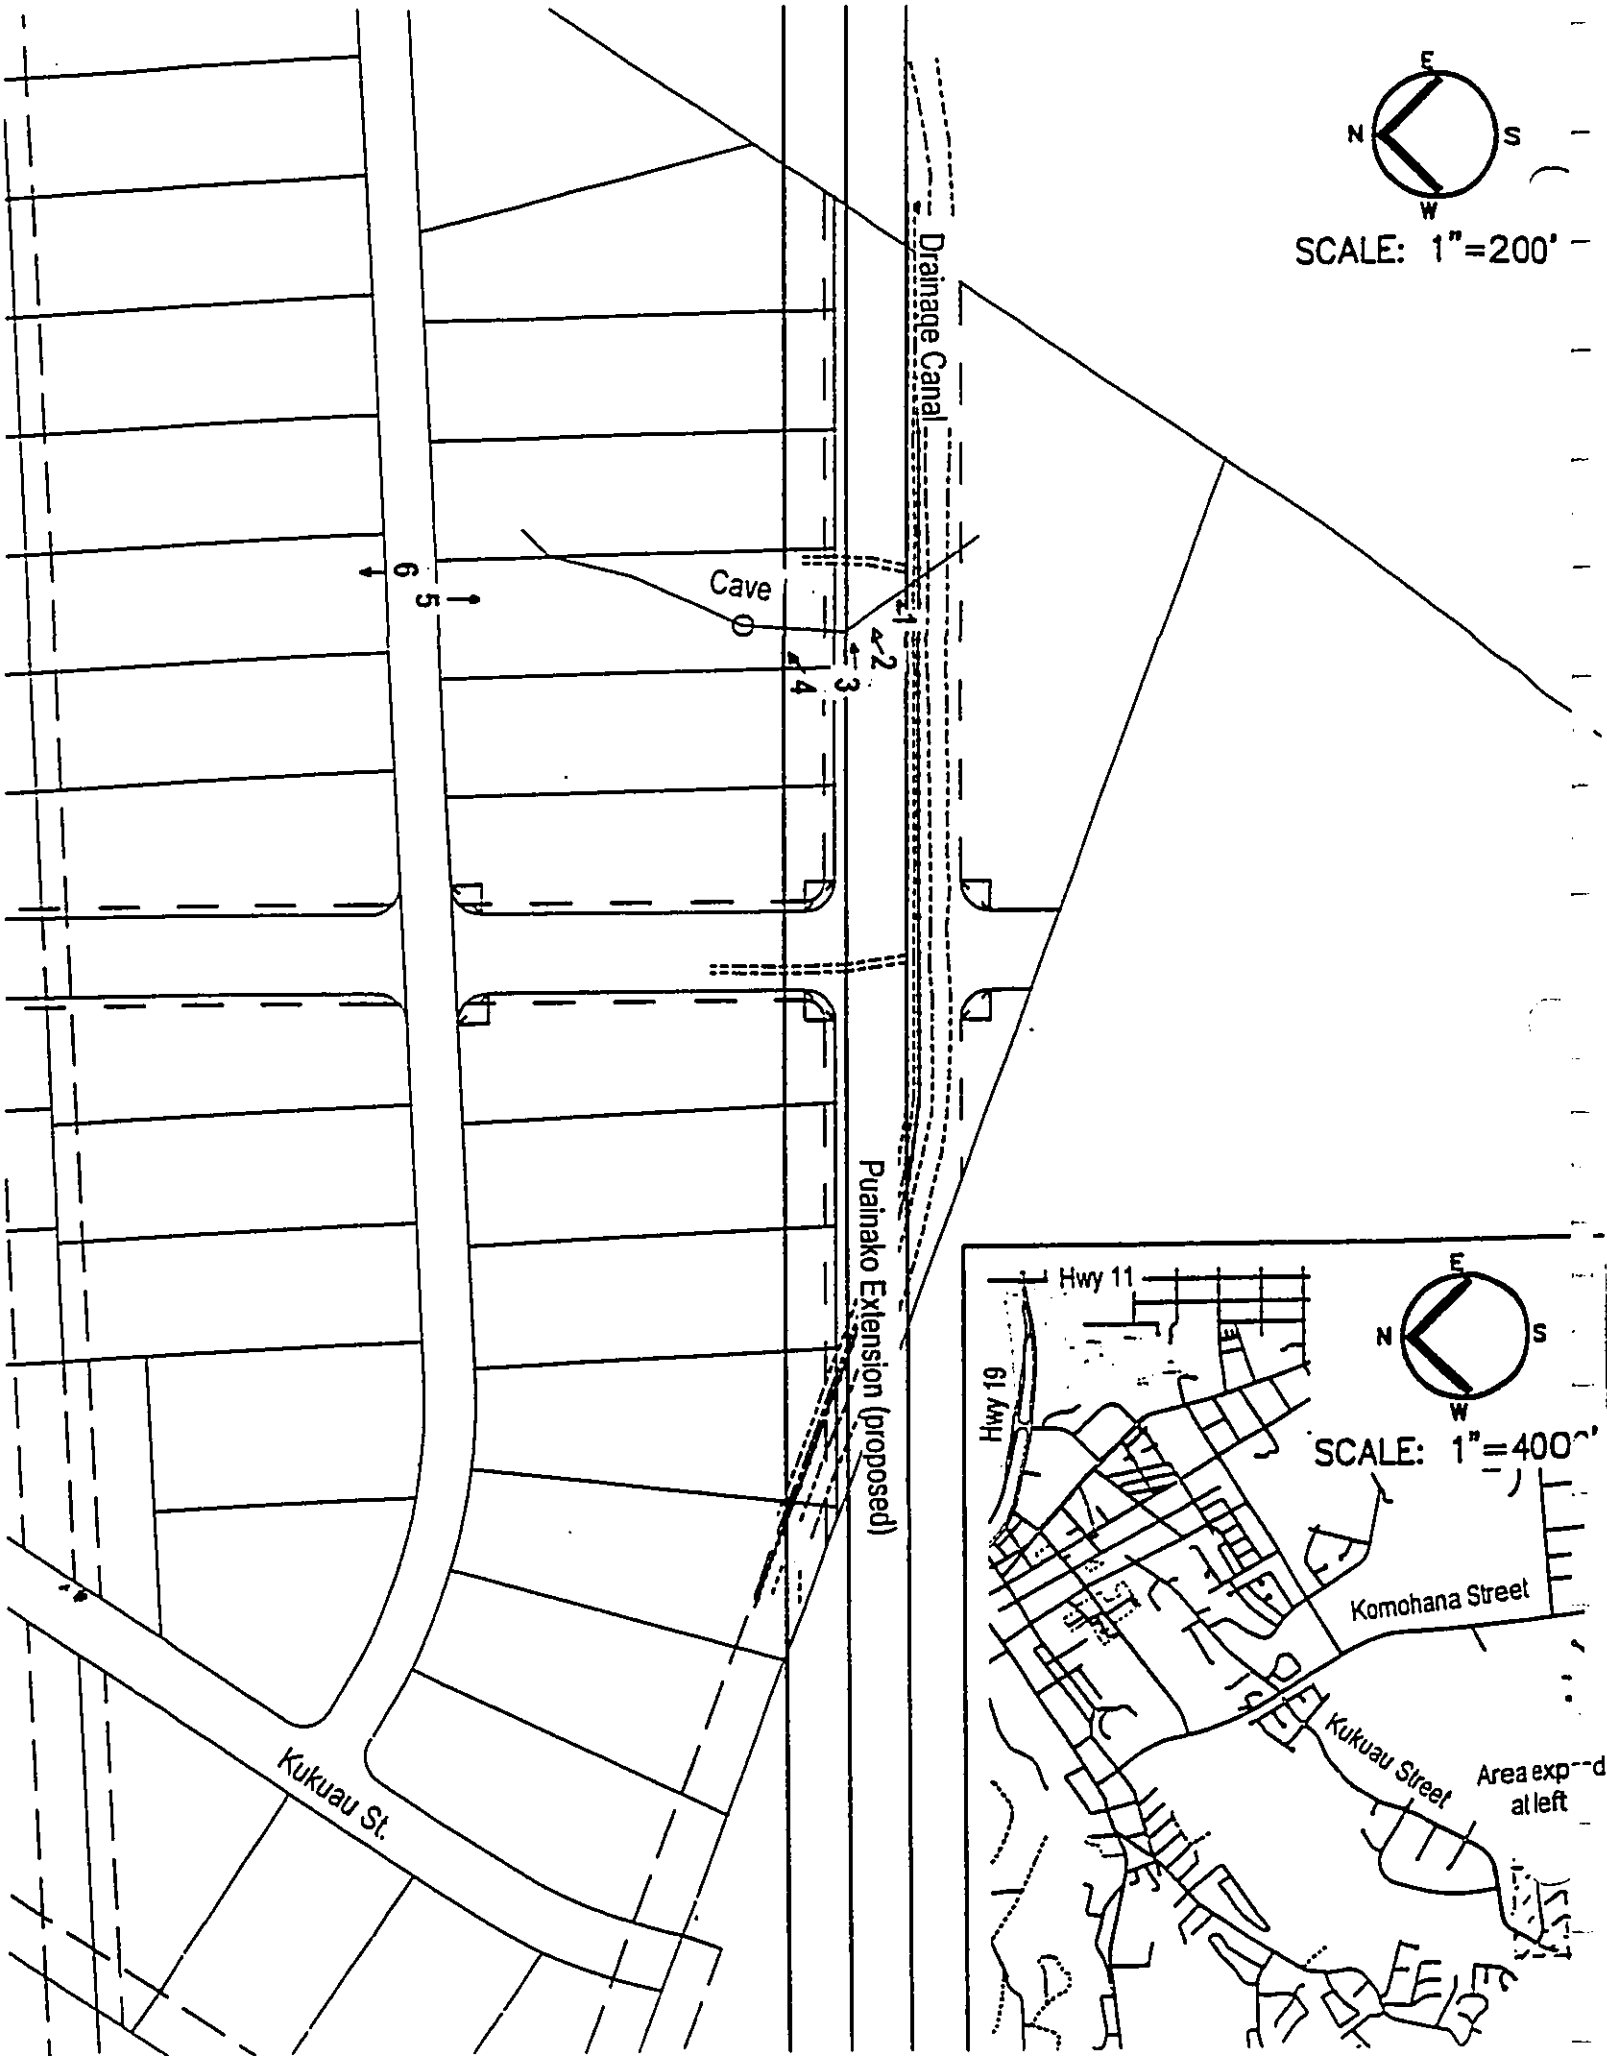 E
N
S
W
SCALE: 1"=200'
Drainage Canal
Cave
6
5
1
2
3
4
Puainako Extension (proposed)
Kukuau St.
Hwy 11
Hwy 19
E
N
S
W
SCALE: 1"=400
Komohana Street
Kukuau Street
Area
at left